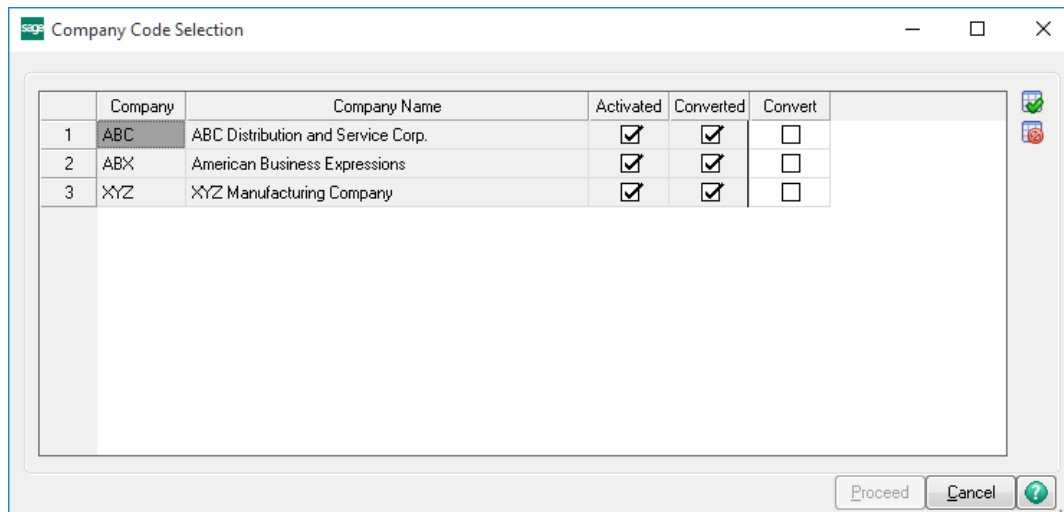 sage Company Code Selection
Company Company Name Activated Converted Convert
1 ABC ABC Distribution and Service Corp.
2 ABX American Business Expressions
3 XYZ XYZ Manufacturing Company
Proceed Cancel ?